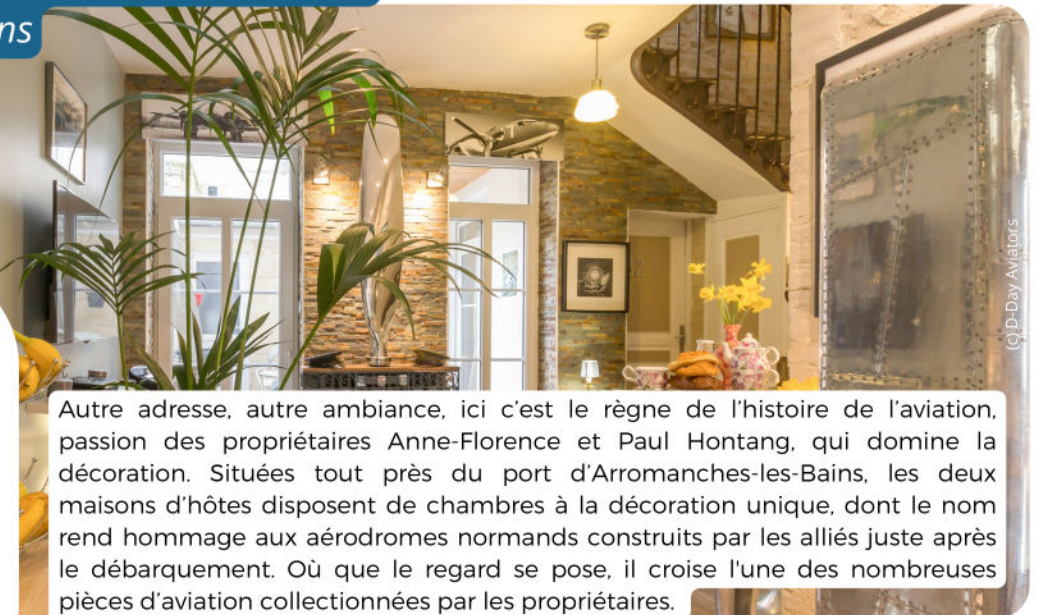 ns
Autre adresse, autre ambiance, ici c’est le règne de l’histoire de l’aviation,
passion des propriétaires Anne-Florence et Paul Hontang, qui domine la
décoration. Situées tout près du port d’Arromanches-les-Bains, les deux
maisons d’hôtes disposent de chambres à la décoration unique, dont le nom
rend hommage aux aérodromes normands construits par les alliés juste après
le débarquement. Où que le regard se pose, il croise l'une des nombreuses
pièces d’aviation collectionnées par les propriétaires.
(c) D-Day Aviators